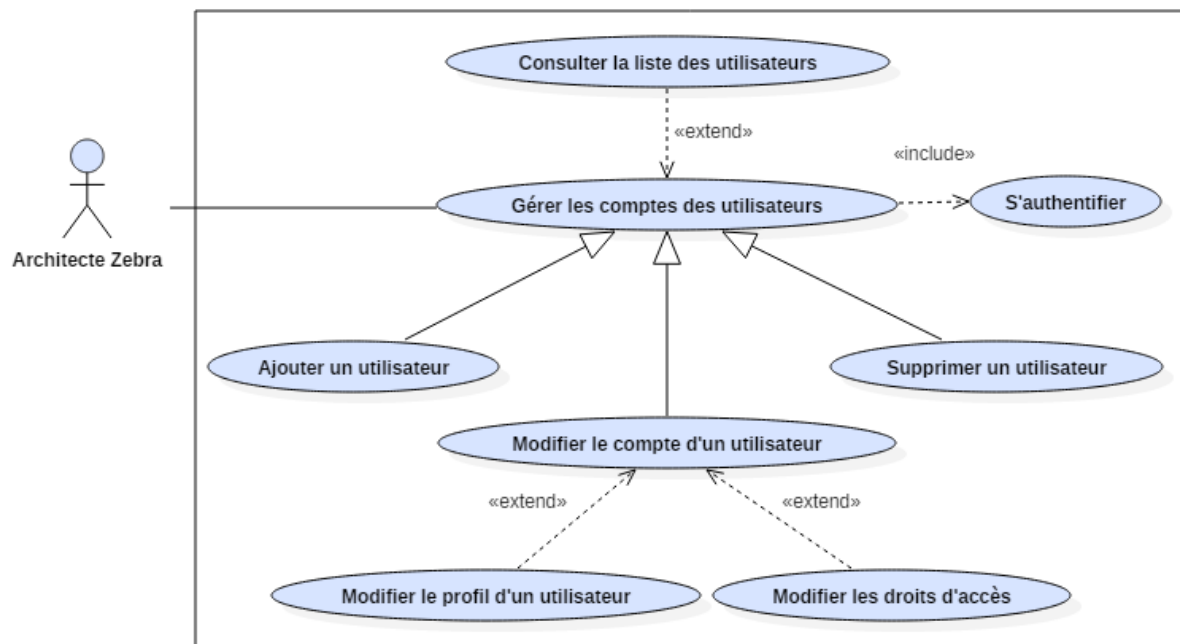 Consulter la liste des utilisateurs
«extend»
«include»
Gérer les comptes des utilisateurs
S'authentifier
Architecte Zebra
Ajouter un utilisateur
Supprimer un utilisateur
Modifier le compte d'un utilisateur
«extend»
«extend»
Modifier le profil d'un utilisateur
Modifier les droits d'accès